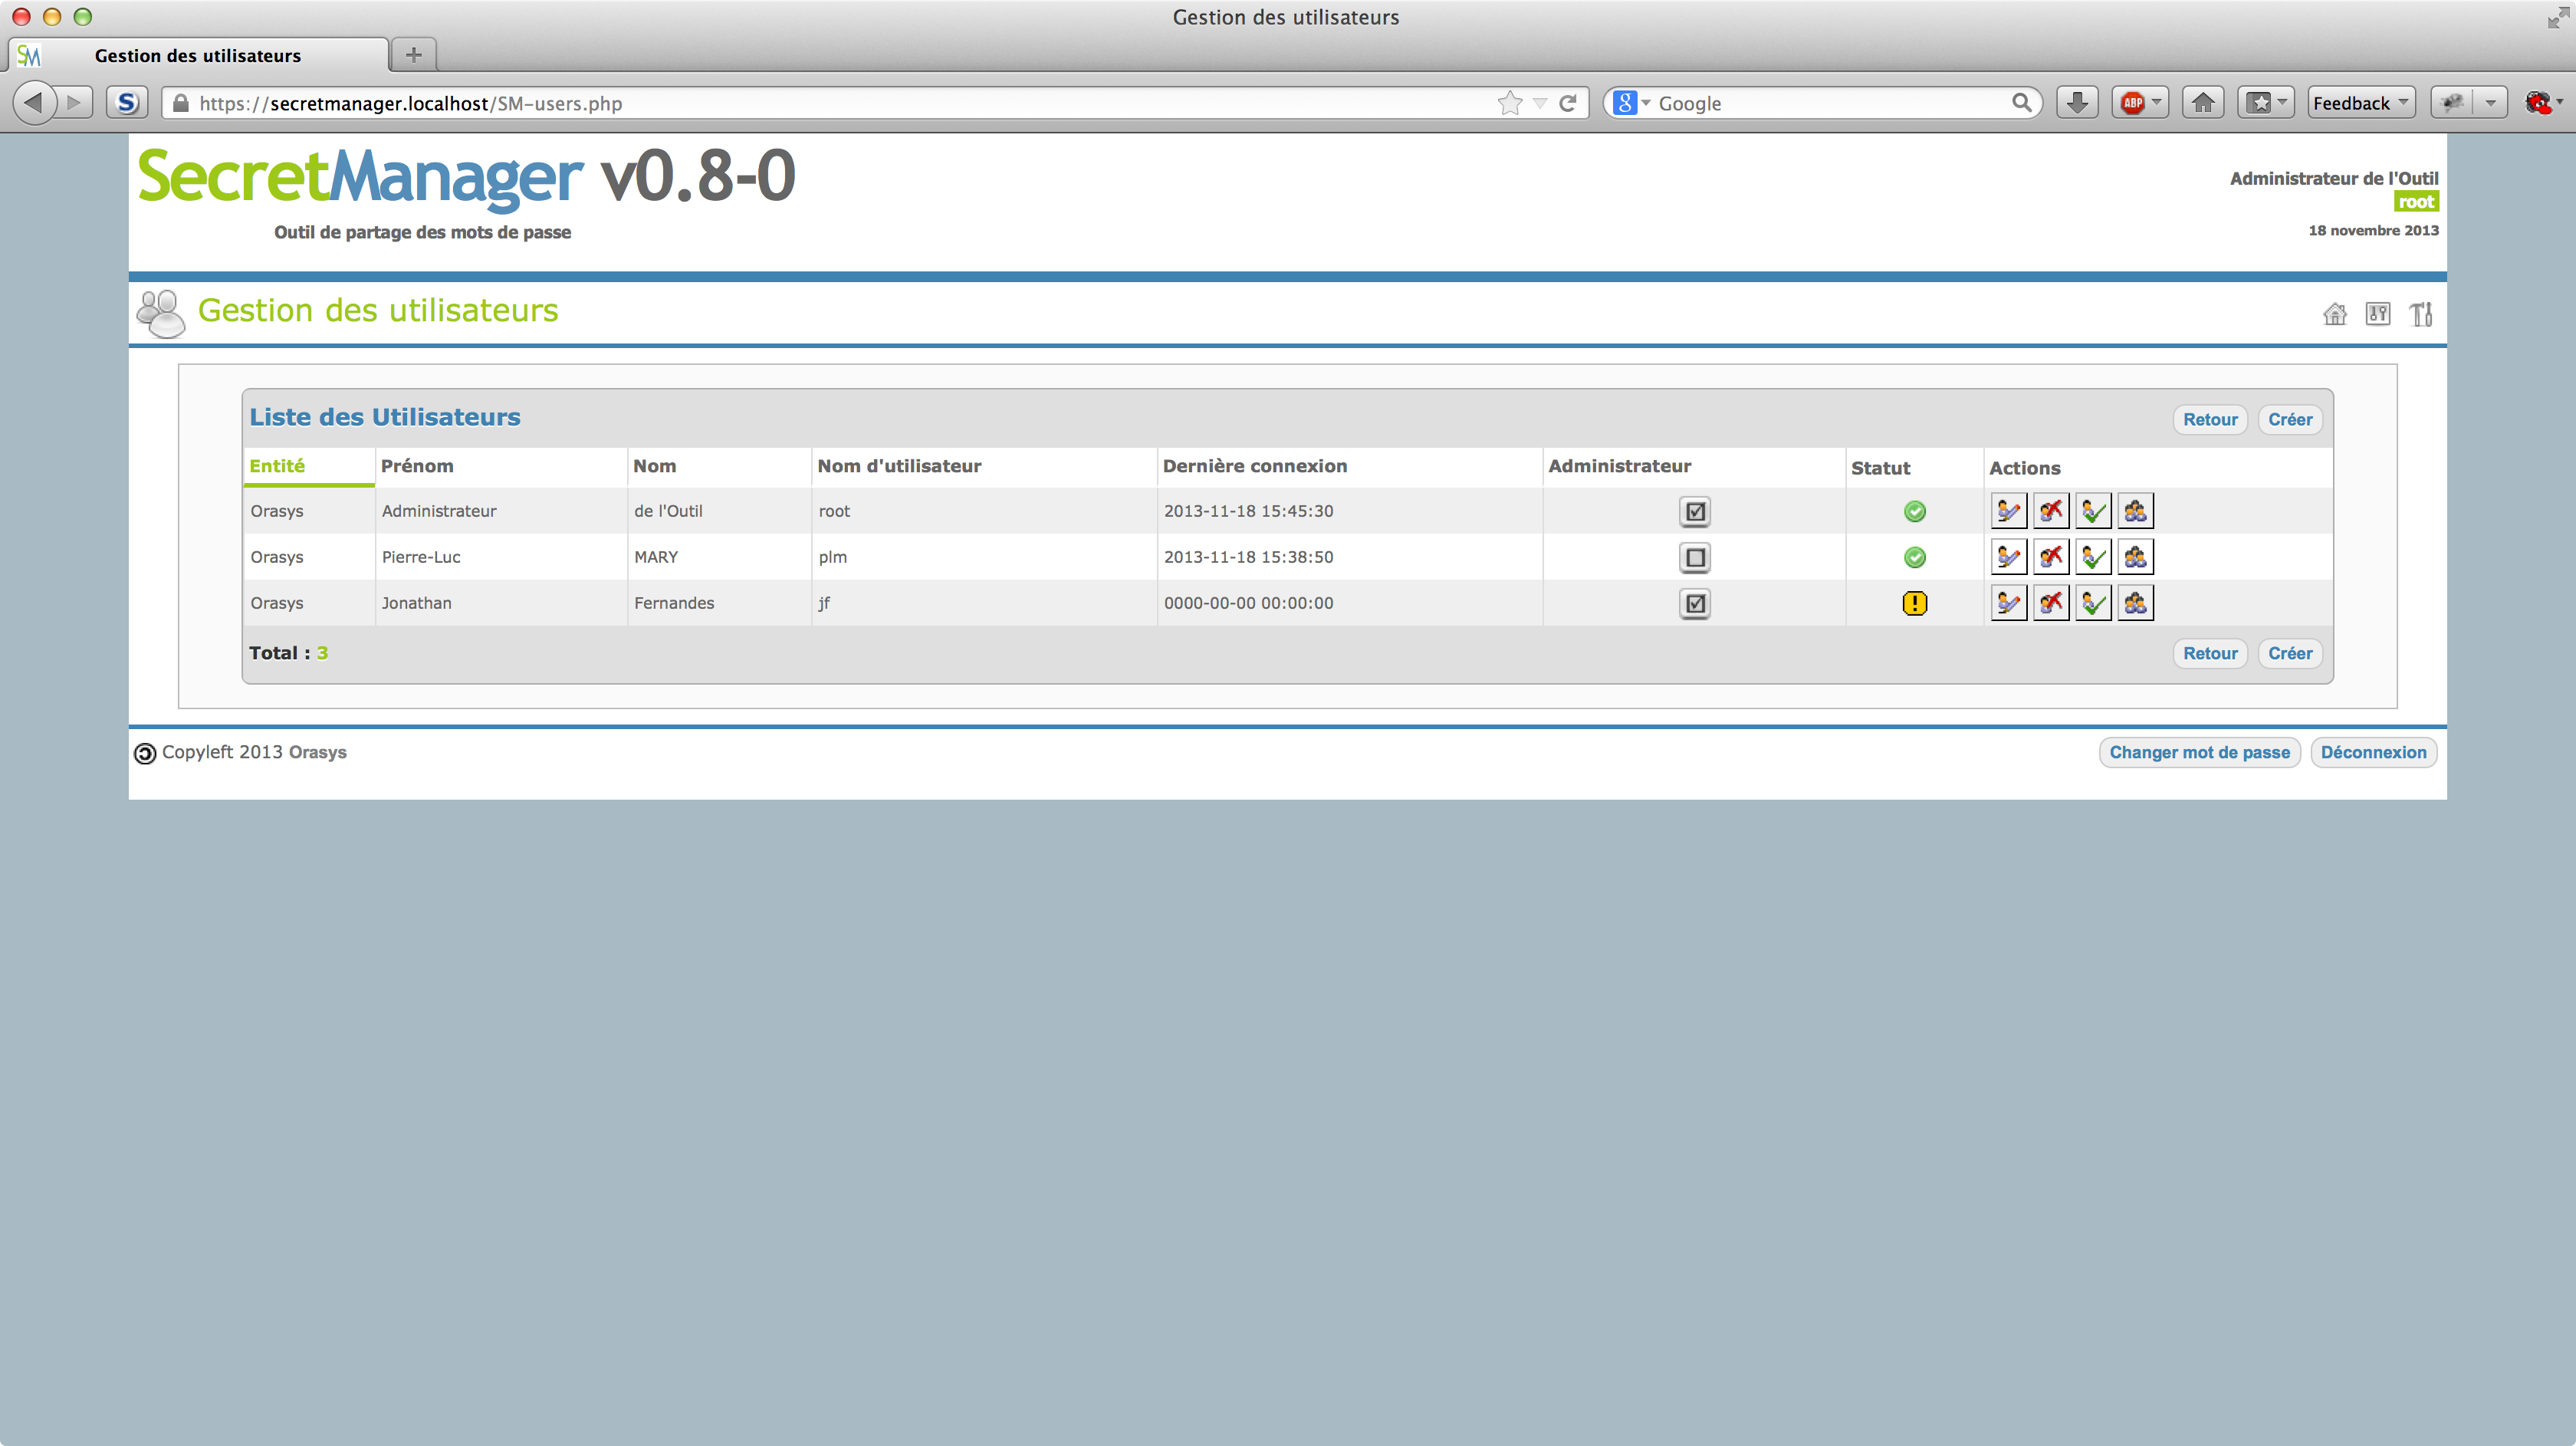 Gestion des utilisateurs
SM Gestion des utilisateurs +
S https://secretmanager.localhost/SM-users.php g Google ABP Feedback
SecretManager v0.8-0
Outil de partage des mots de passe
Administrateur de l'Outil
root
18 novembre 2013
Gestion des utilisateurs
Liste des Utilisateurs Retour Créer
Entité Prénom Nom Nom d'utilisateur Dernière connexion Administrateur Statut Actions
Orasys Administrateur de l'Outil root 2013-11-18 15:45:30
Orasys Pierre-Luc MARY plm 2013-11-18 15:38:50
Orasys Jonathan Fernandes jf 0000-00-00 00:00:00 !
Total : 3 Retour Créer
Copyleft 2013 Orasys Changer mot de passe Déconnexion